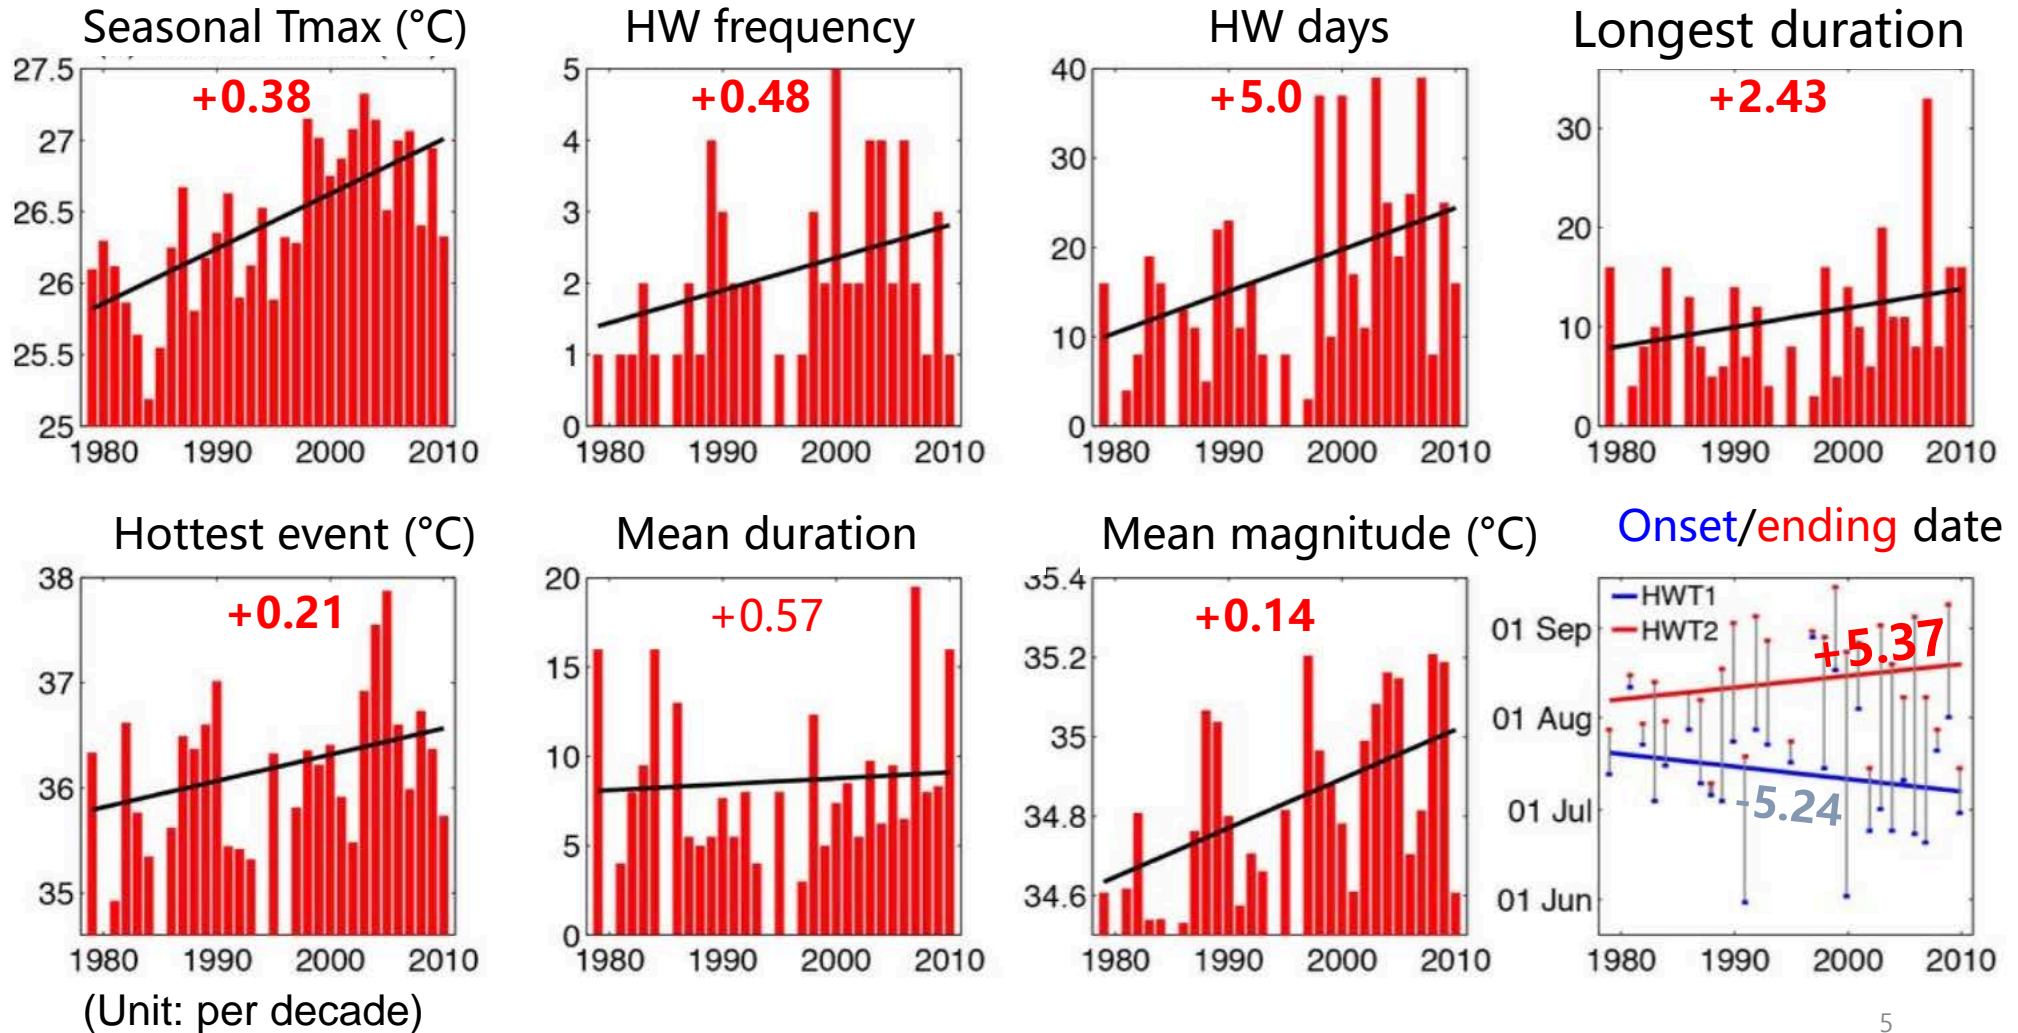 Seasonal Tmax (°C)
HW frequency
HW days
Longest duration
+0.38
+0.48
+5.0
+2.43
27.5
27
26.5
26
25.5
25
1980 1990 2000 2010
5
4
3
2
1
0
1980 1990 2000 2010
40
30
20
10
0
1980 1990 2000 2010
30
20
10
0
1980 1990 2000 2010
Hottest event (°C)
Mean duration
Mean magnitude (°C)
Onset/ending date
+0.21
+0.57
+0.14
38
37
36
35
1980 1990 2000 2010
20
15
10
5
0
1980 1990 2000 2010
35.4
35.2
35
34.8
34.6
1980 1990 2000 2010
HWT1
HWT2
+5.37
-5.24
01 Sep
01 Aug
01 Jul
01 Jun
1980 1990 2000 2010
(Unit: per decade)
5